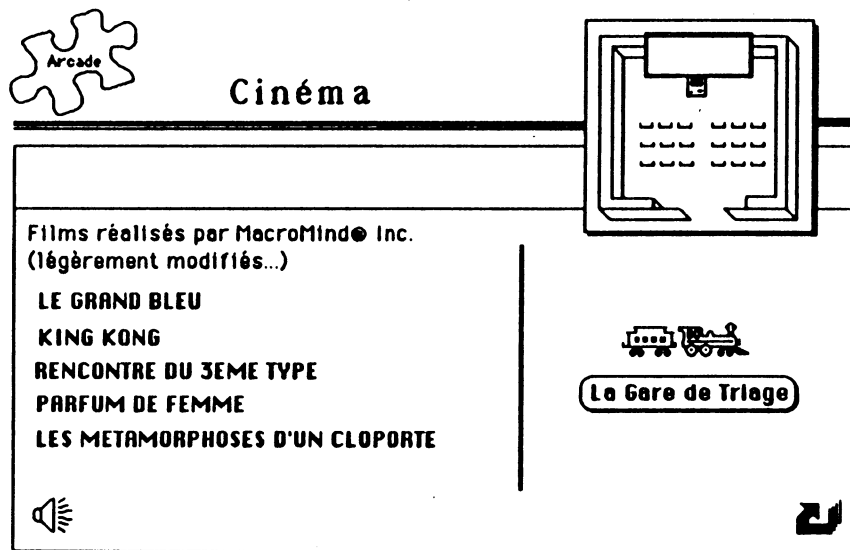 Arcade
Cinéma
Films réalisés par MacroMind® Inc.
(légèrement modifiés...)
LE GRAND BLEU
KING KONG
RENCONTRE DU 3EME TYPE
PARFUM DE FEMME
LES METAMORPHOSES D'UN CLOPORTE
La Gare de Triage